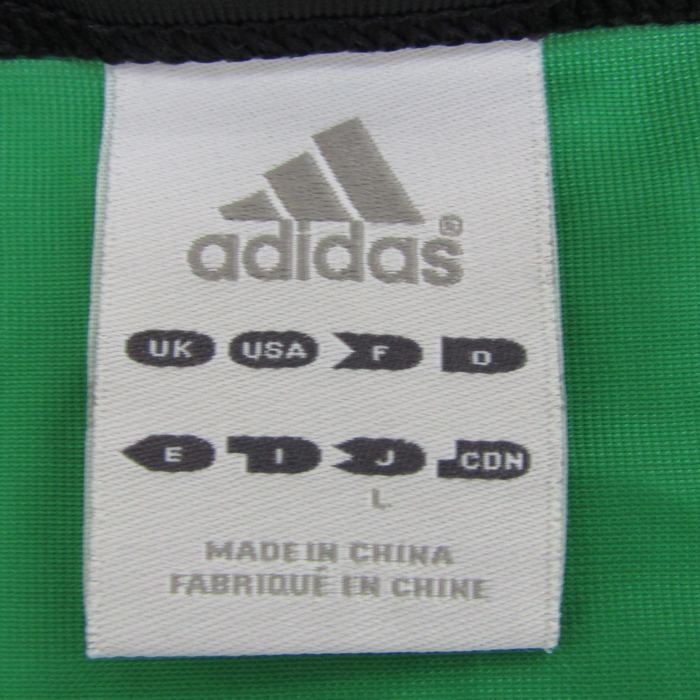 adidas®
UK USA F D
E I J CDN
L
MADE IN CHINA
FABRIQUÉ EN CHINE